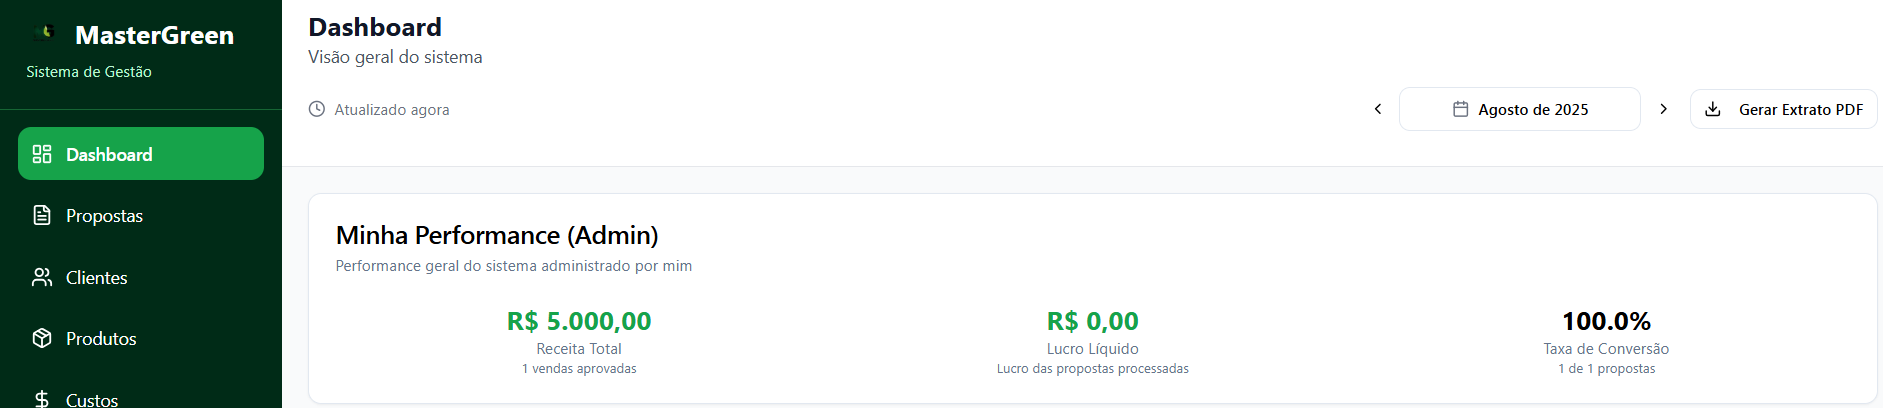 MasterGreen
Sistema de Gestão
Dashboard
Propostas
Clientes
Produtos
Custos
Dashboard
Visão geral do sistema
Atualizado agora
Agosto de 2025
Gerar Extrato PDF
Minha Performance (Admin)
Performance geral do sistema administrado por mim
R$ 5.000,00
Receita Total
1 vendas aprovadas
R$ 0,00
Lucro Líquido
Lucro das propostas processadas
100.0%
Taxa de Conversão
1 de 1 propostas